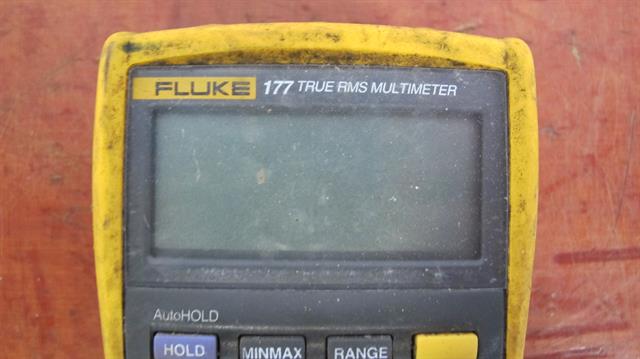 FLUKE 177 TRUE RMS MULTIMETER
AutoHOLD
HOLD MINMAX RANGE